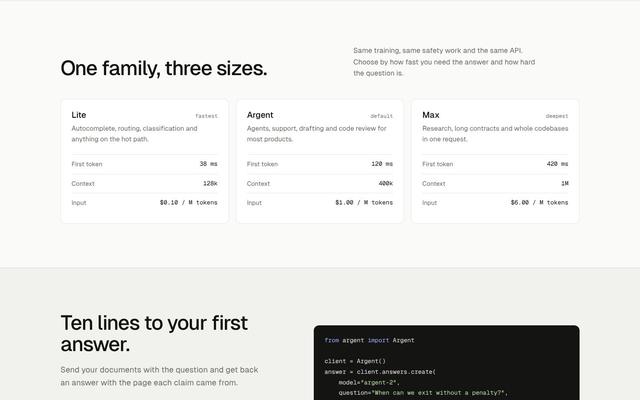 One family, three sizes.
Same training, same safety work and the same API.
Choose by how fast you need the answer and how hard
the question is.
Lite
fastest
Autocomplete, routing, classification and
anything on the hot path.
First token
38 ms
Context
128k
Input
$0.10 / M tokens
Argent
default
Agents, support, drafting and code review for
most products.
First token
120 ms
Context
400k
Input
$1.00 / M tokens
Max
deepest
Research, long contracts and whole codebases
in one request.
First token
420 ms
Context
1M
Input
$6.00 / M tokens
Ten lines to your first
answer.
Send your documents with the question and get back
an answer with the page each claim came from.
from argent import Argent
client = Argent()
answer = client.answers.create(
model="argent-2",
question="When can we exit without a penalty?",